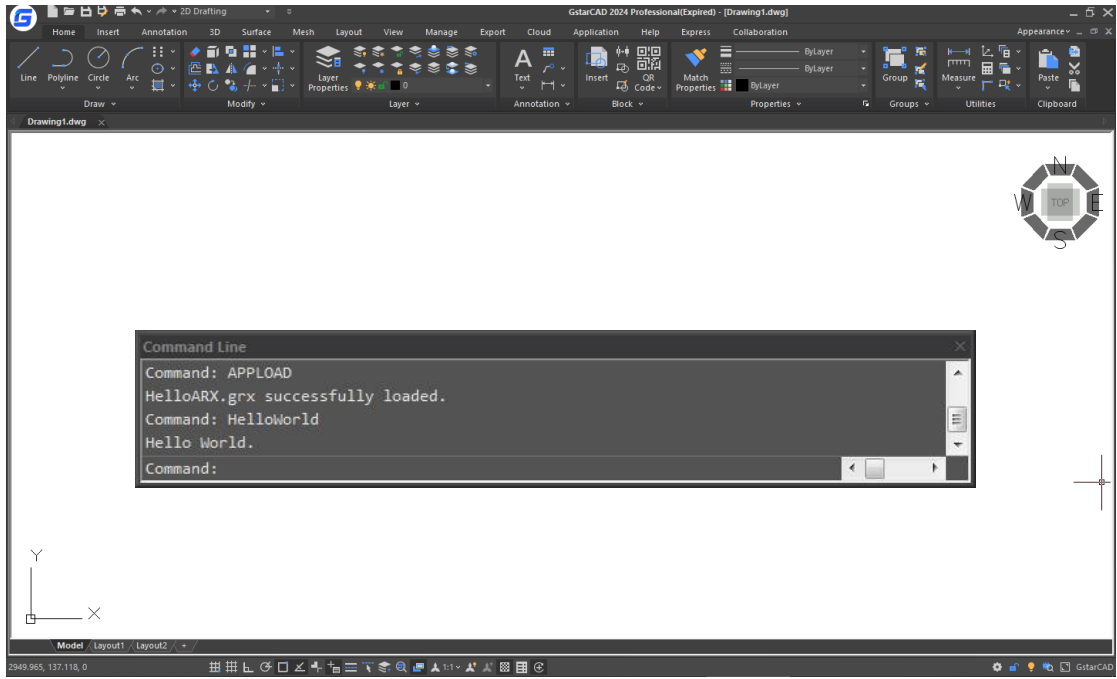 2D Drafting
GstarCAD 2024 Professional(Expired) - [Drawing1.dwg]
Home Insert Annotation 3D Surface Mesh Layout View Manage Export Cloud Application Help Express Collaboration Appearance
Line Polyline Circle Arc
Layer
Properties
0
Text
Insert
QR
Code
Match
Properties
ByLayer
ByLayer
ByLayer
Group
Measure
Paste
Draw Modify Layer Annotation Block Properties Groups Utilities Clipboard
Drawing1.dwg
N
W TOP E
S
Command Line
Command: APPLOAD
HelloARX.grx successfully loaded.
Command: HelloWorld
Hello World.
Command:
Y
X
Model Layout1 Layout2 +
2949.965, 137.118, 0
1:1
GstarCAD